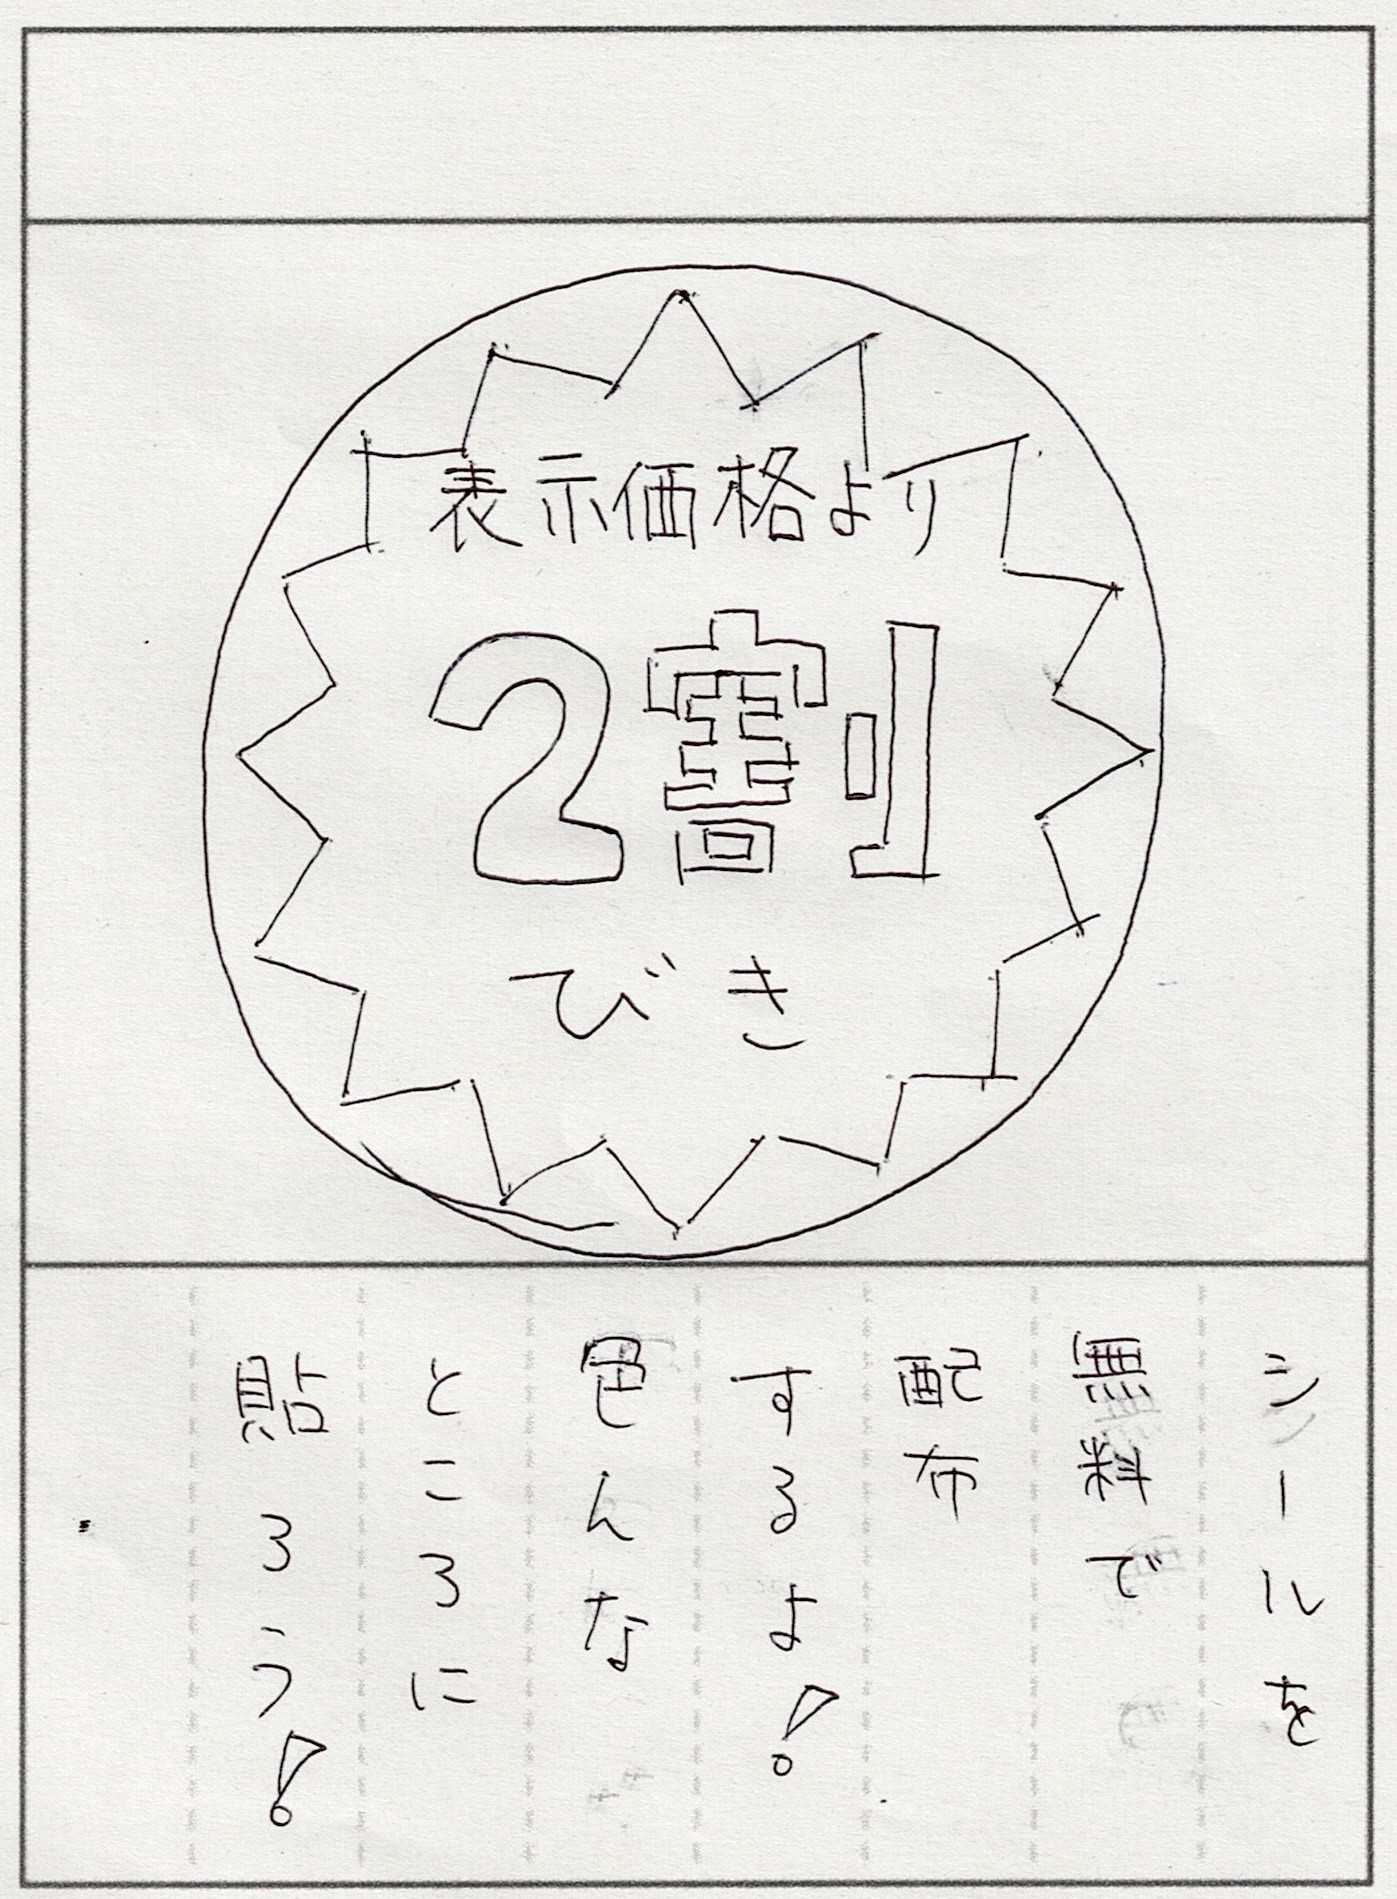 表示価格より
2割
びき
シールを
無料で
配布
するよ!
色んな
ところに
貼ろう!